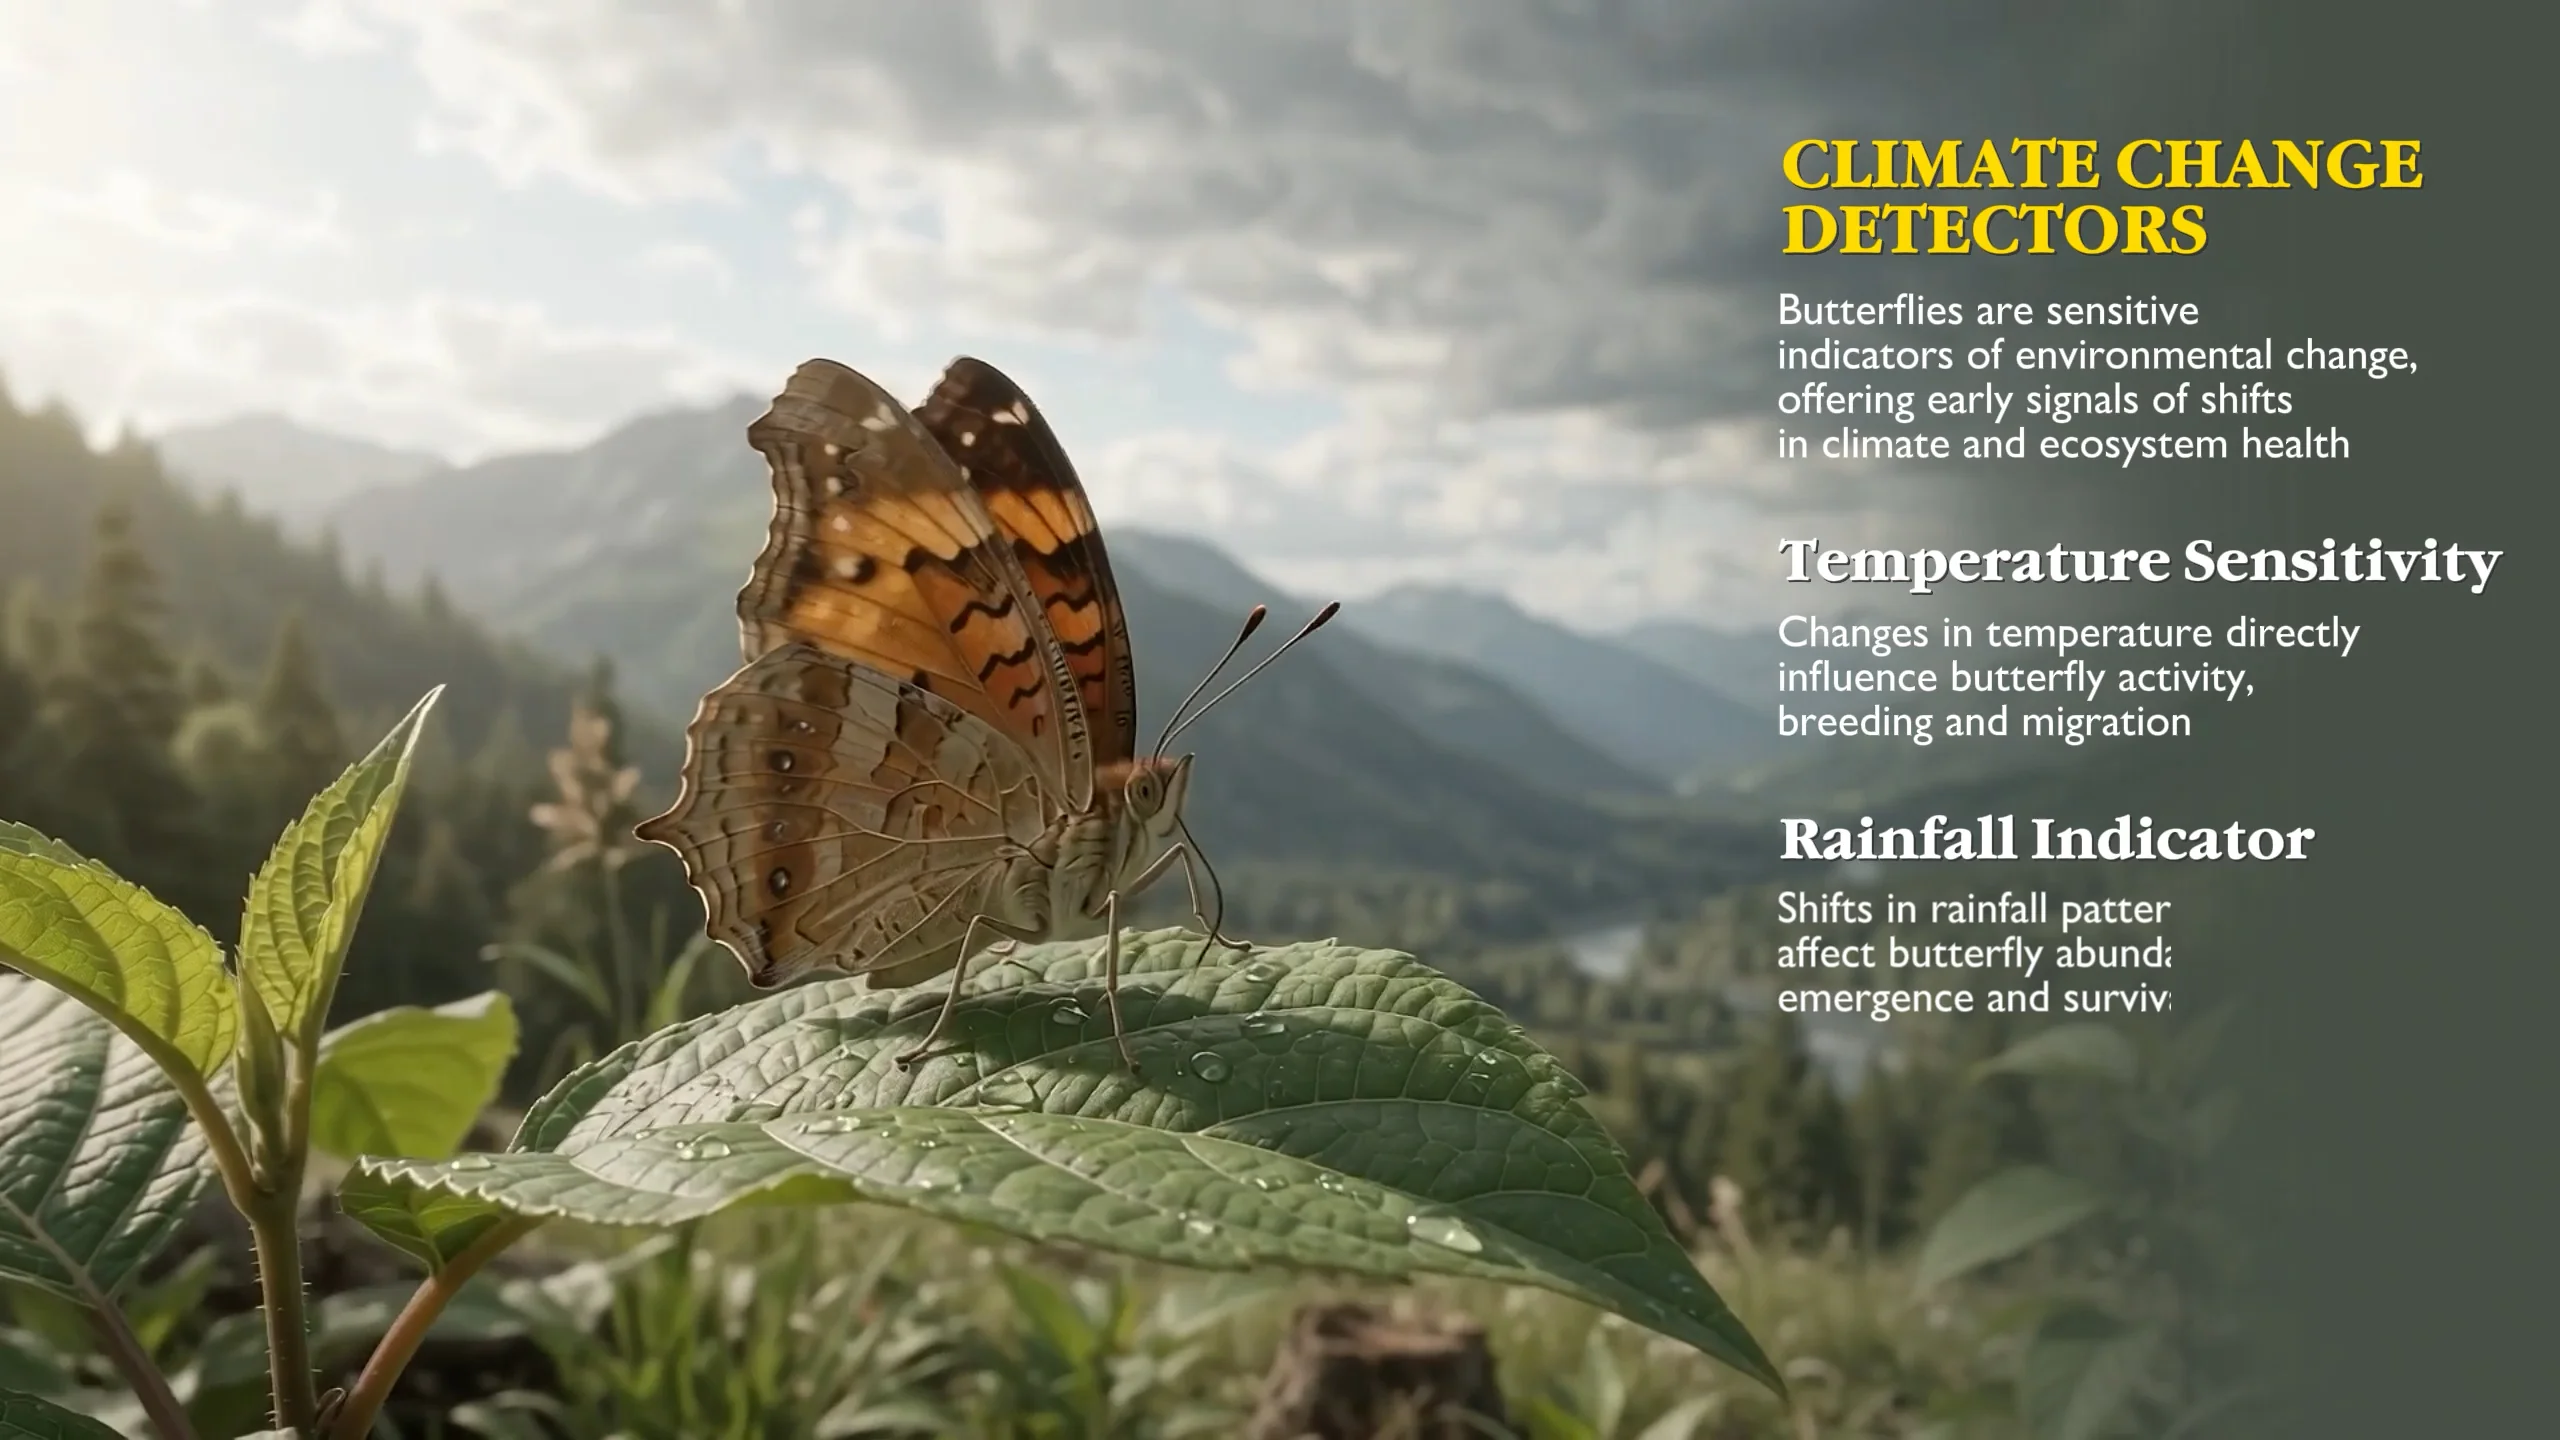 CLIMATE CHANGE
DETECTORS
Butterflies are sensitive
indicators of environmental change,
offering early signals of shifts
in climate and ecosystem health
Temperature Sensitivity
Changes in temperature directly
influence butterfly activity,
breeding and migration
Rainfall Indicator
Shifts in rainfall
affect butterfly
emergence and